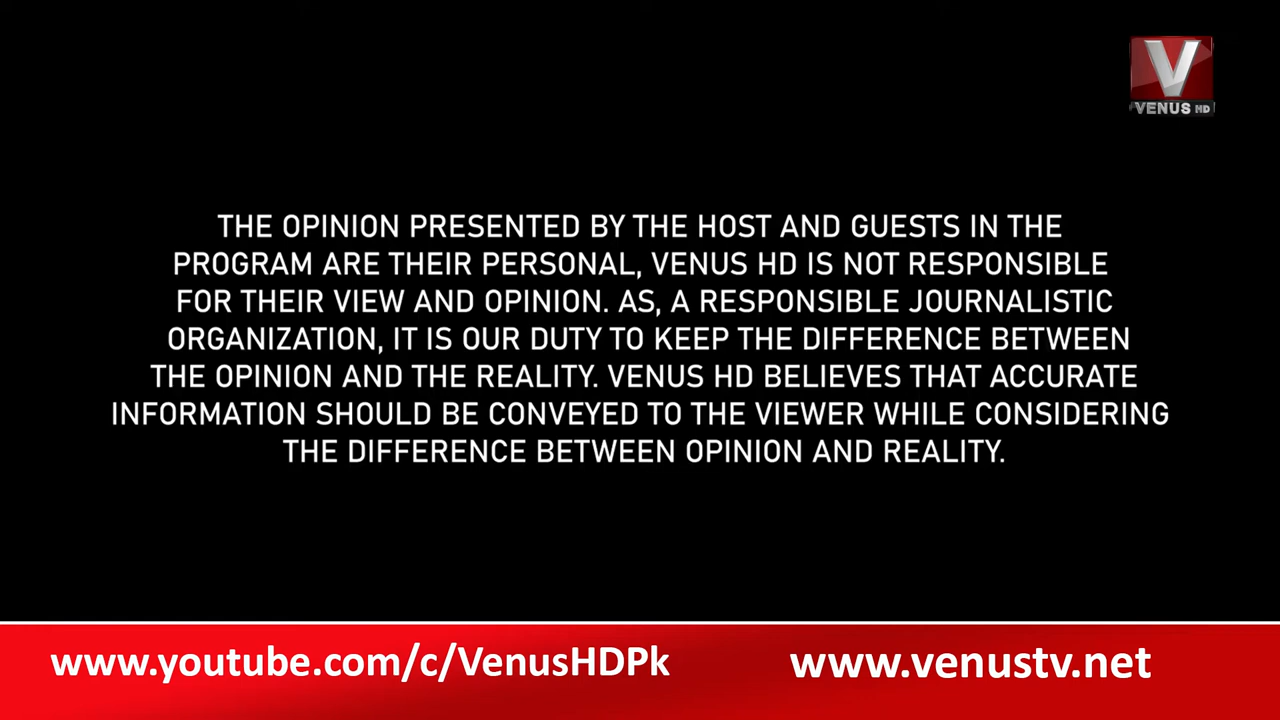 V
VENUS HD
THE OPINION PRESENTED BY THE HOST AND GUESTS IN THE
PROGRAM ARE THEIR PERSONAL, VENUS HD IS NOT RESPONSIBLE
FOR THEIR VIEW AND OPINION. AS, A RESPONSIBLE JOURNALISTIC
ORGANIZATION, IT IS OUR DUTY TO KEEP THE DIFFERENCE BETWEEN
THE OPINION AND THE REALITY. VENUS HD BELIEVES THAT ACCURATE
INFORMATION SHOULD BE CONVEYED TO THE VIEWER WHILE CONSIDERING
THE DIFFERENCE BETWEEN OPINION AND REALITY.
www.youtube.com/c/VenusHDPk www.venustv.net